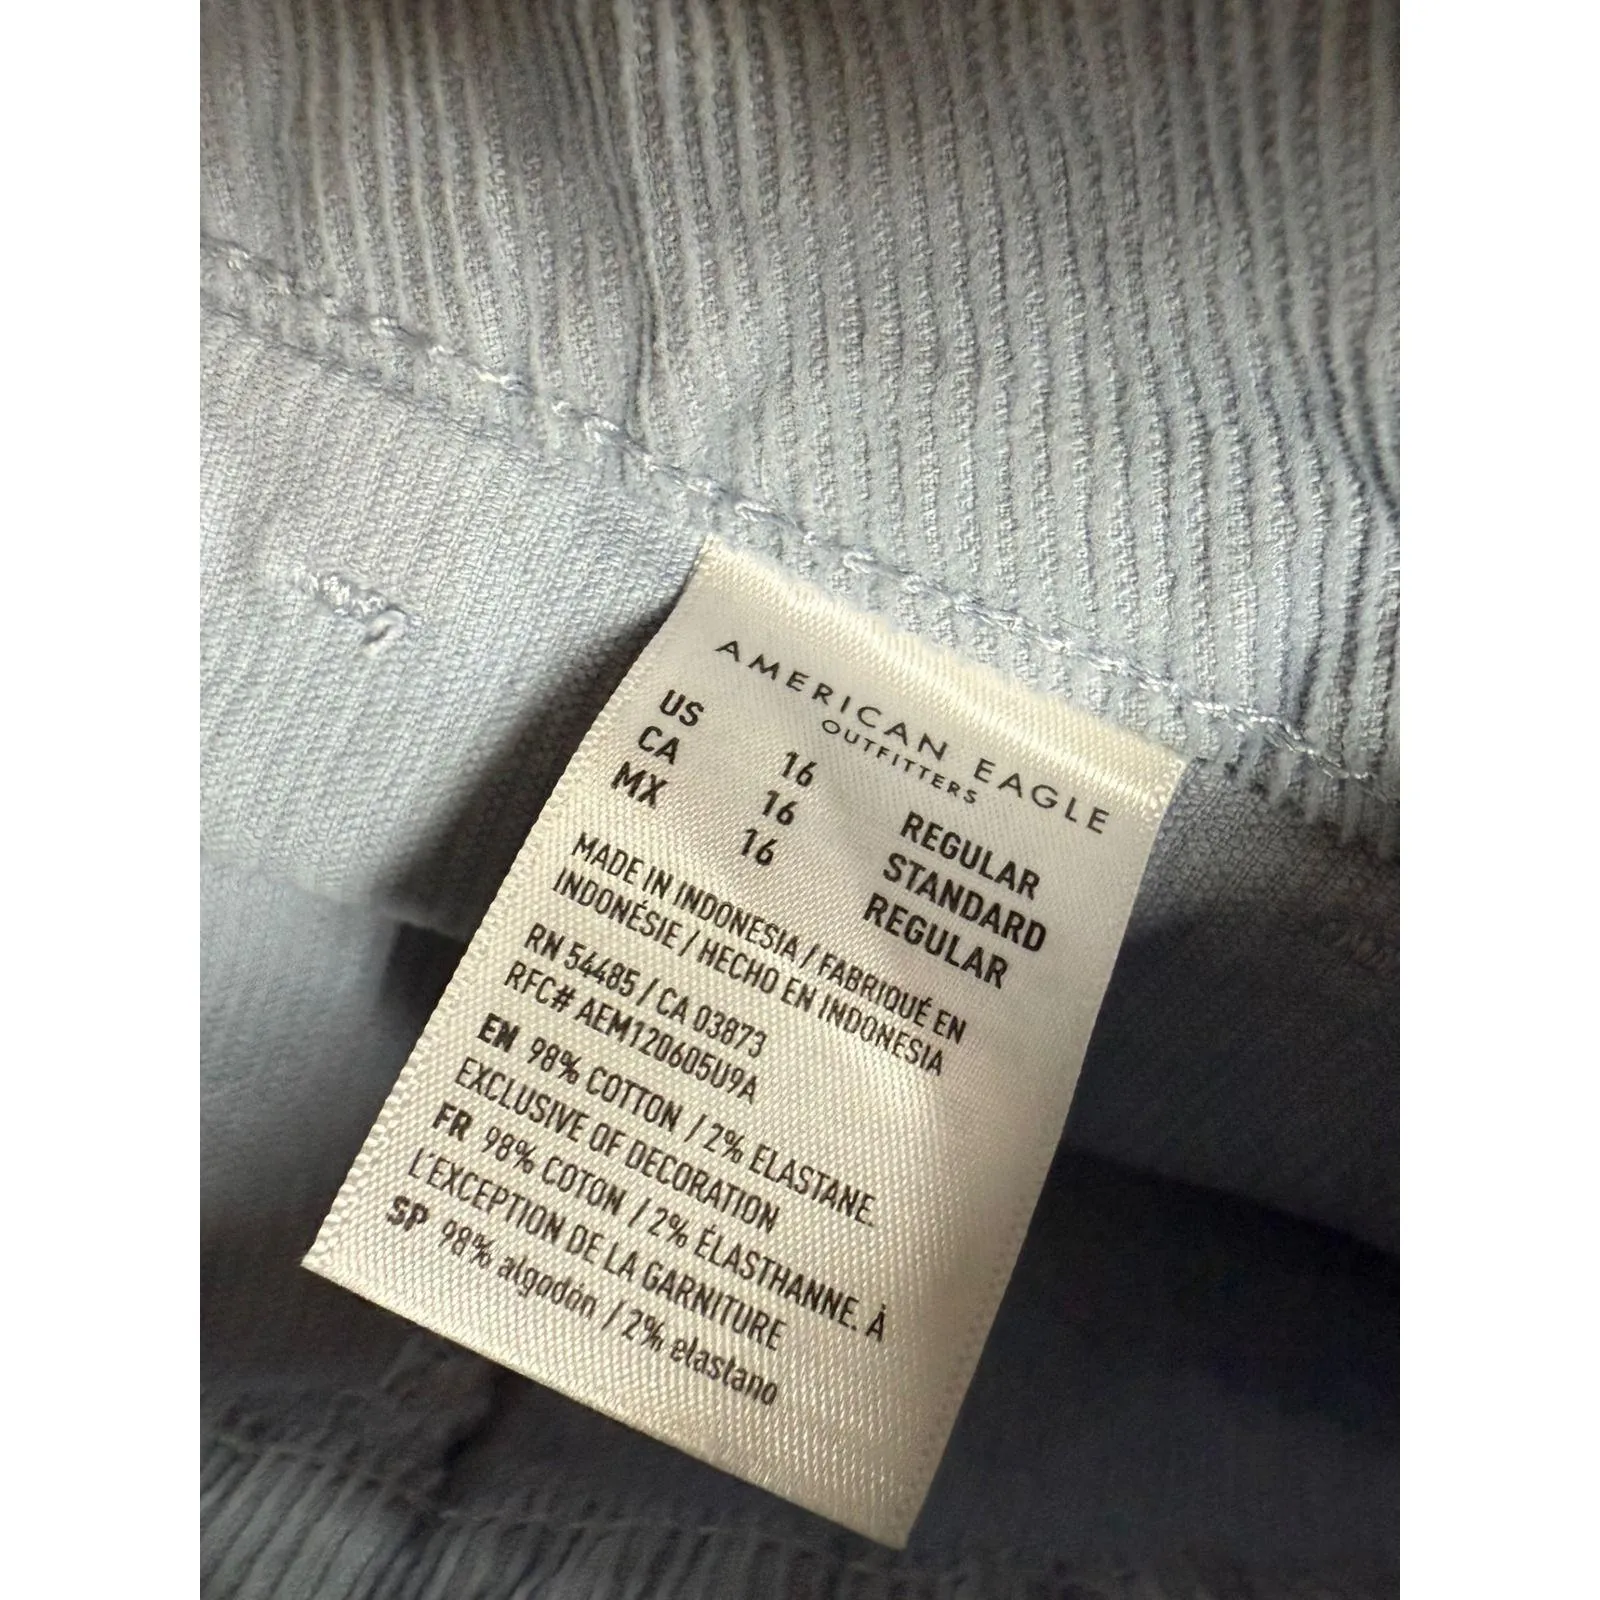 AMERICAN EAGLE
OUTFITTERS
US 16 REGULAR
CA 16 STANDARD
MX 16 REGULAR
MADE IN INDONESIA / FABRIQUÉ EN
INDONÉSIE / HECHO EN INDONESIA
RN 54485 / CA 03873
RFC# AEM120605U9A
EN 98% COTTON / 2% ELASTANE.
EXCLUSIVE OF DECORATION
FR 98% COTON / 2% ÉLASTHANNE. À
L'EXCEPTION DE LA GARNITURE
SP 98% algodón / 2% elastano